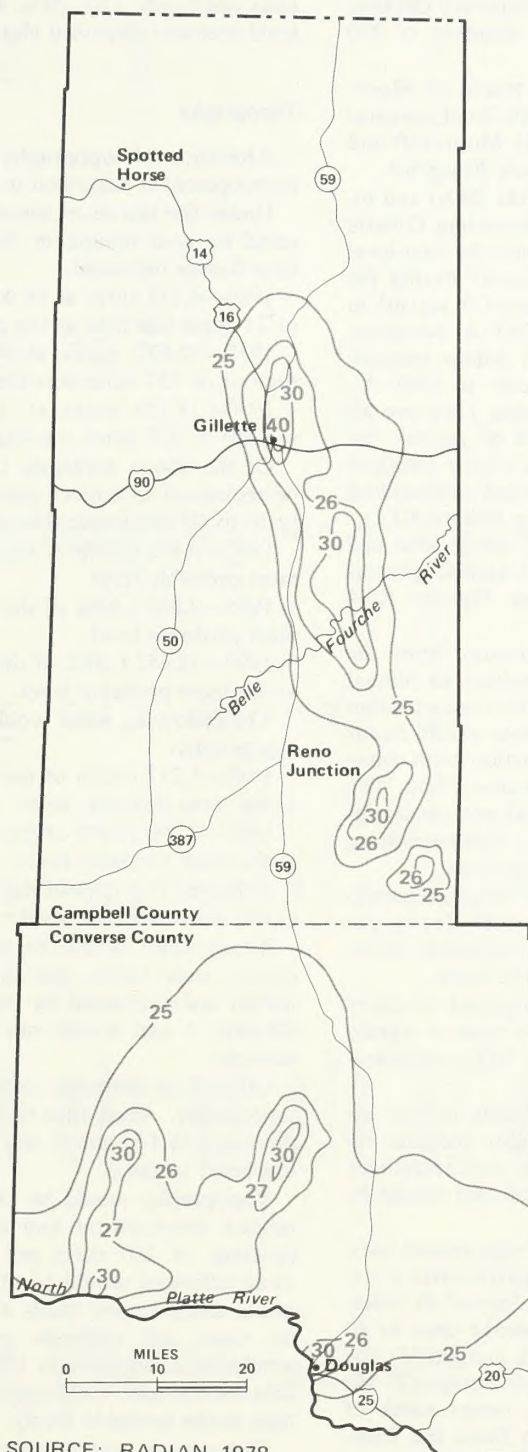 Spotted
Horse
59
14
16
25
30
Gillette
40
90
26
30
Belle Fourche River
50
25
Reno
Junction
30
387
26
26
59
25
Campbell County
Converse County
25
30
30
26
27
27
30
North Platte River
26
30
25
MILES
Douglas
0 10 20
20
25
SOURCE: RADIAN 1978